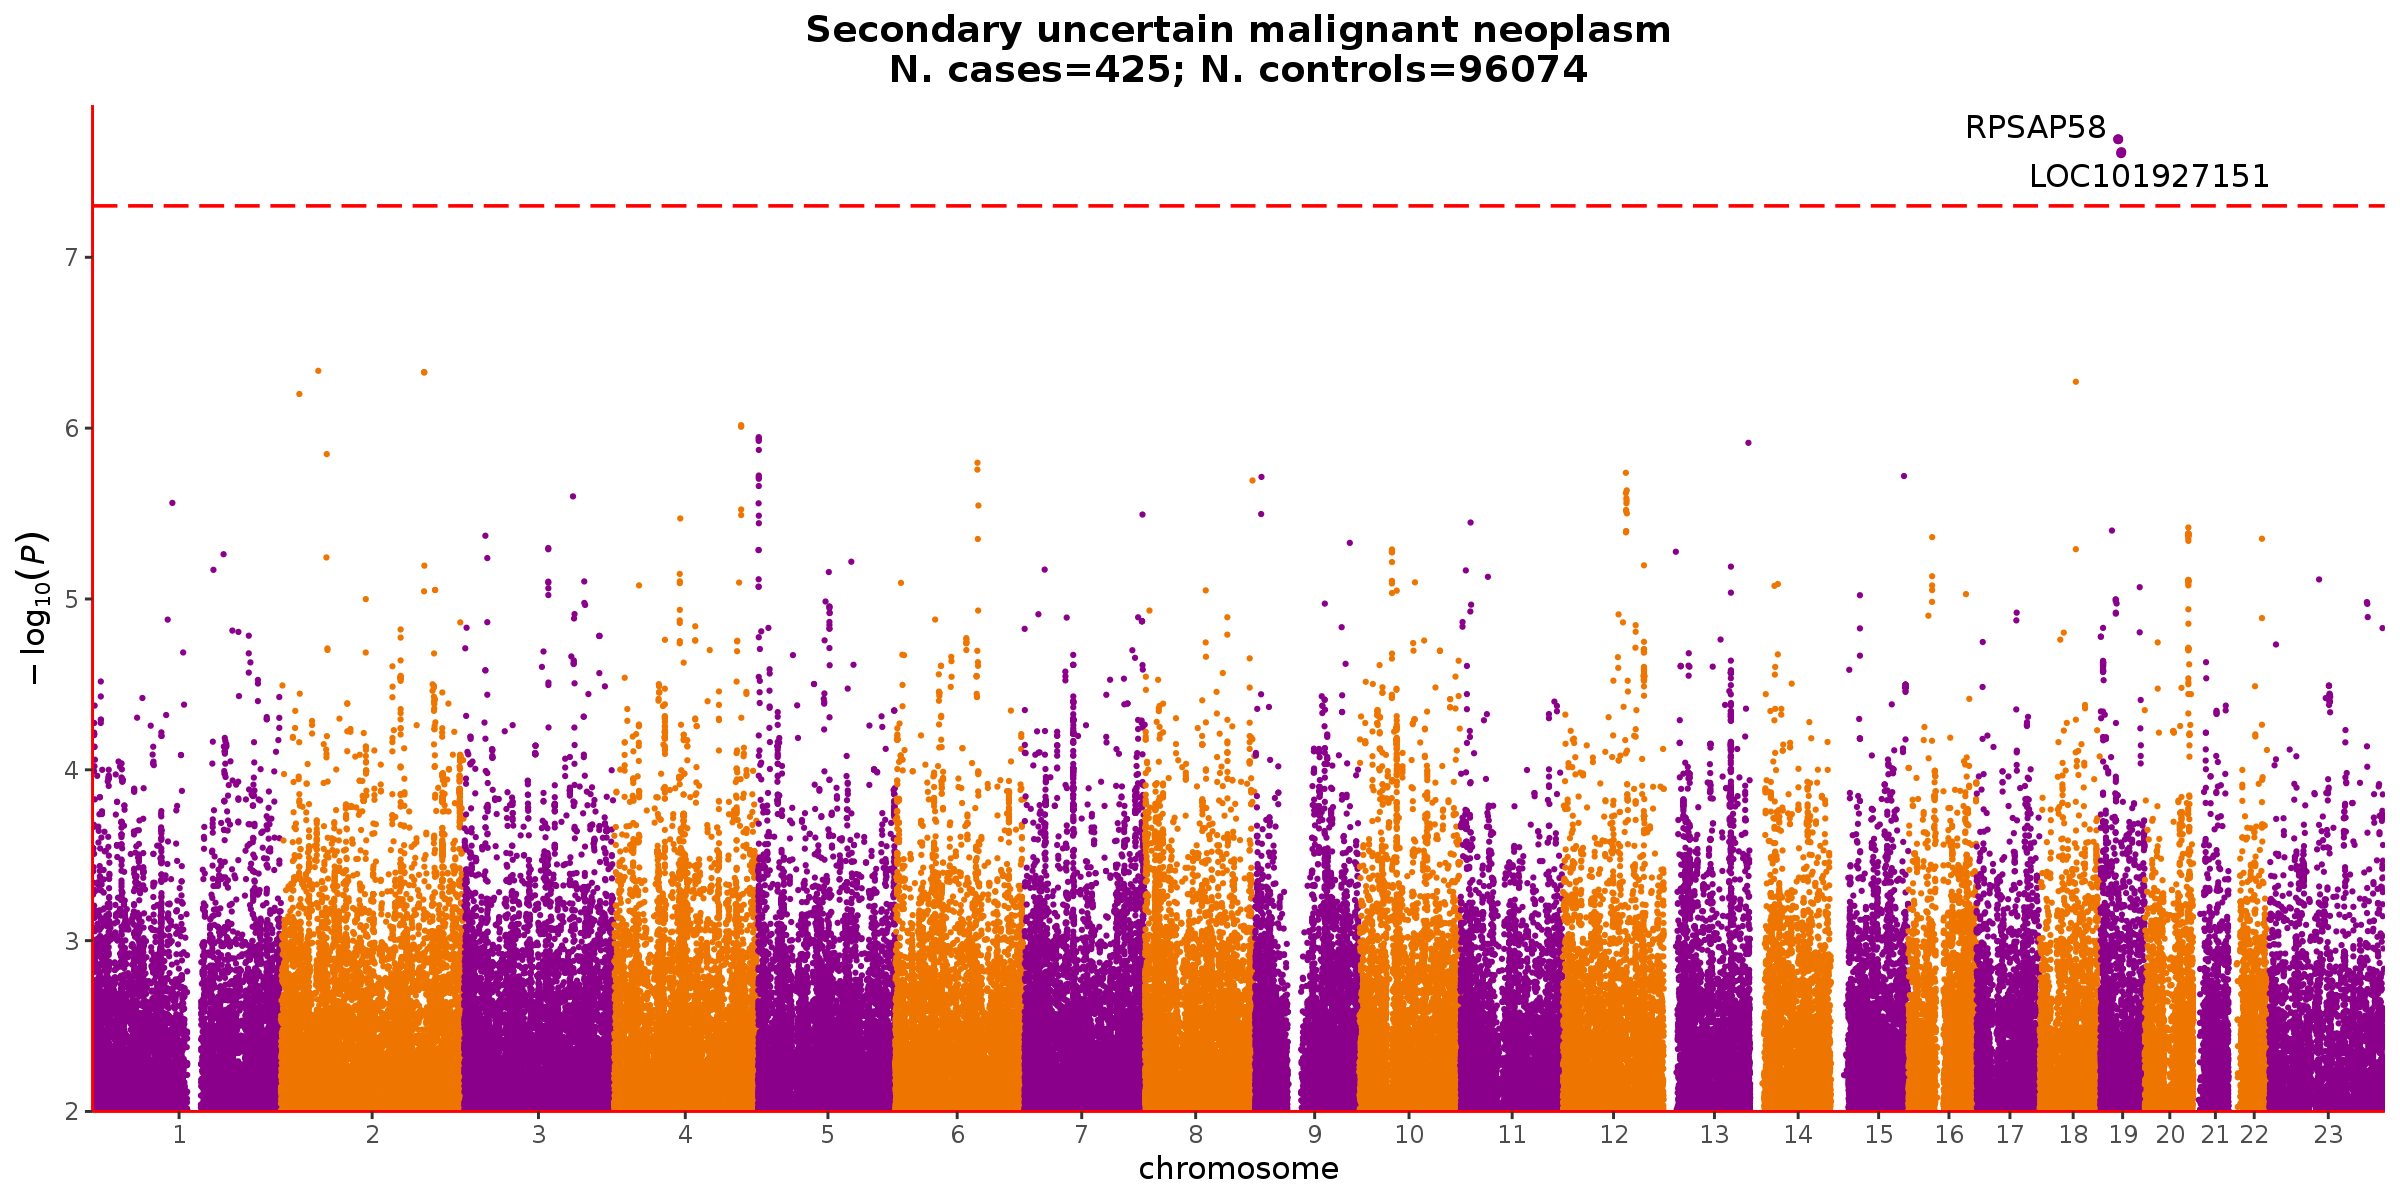 Secondary uncertain malignant neoplasm
N. cases=425; N. controls=96074
RPSAP58
LOC101927151
7
6
5
4
3
2
−log₁₀(P)
1 2 3 4 5 6 7 8 9 10 11 12 13 14 15 16 17 18 19 20 21 22 23
chromosome